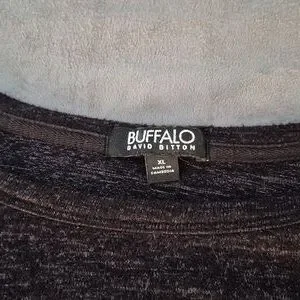 BUFFALO
DAVID BITTON
XL
MADE IN
CAMBODIA